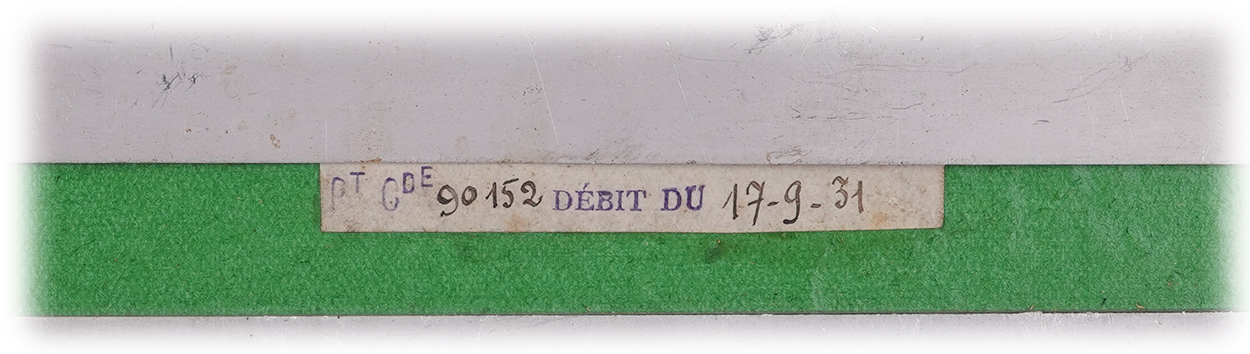 PT CDE 90152 DÉBIT DU 17-9-31